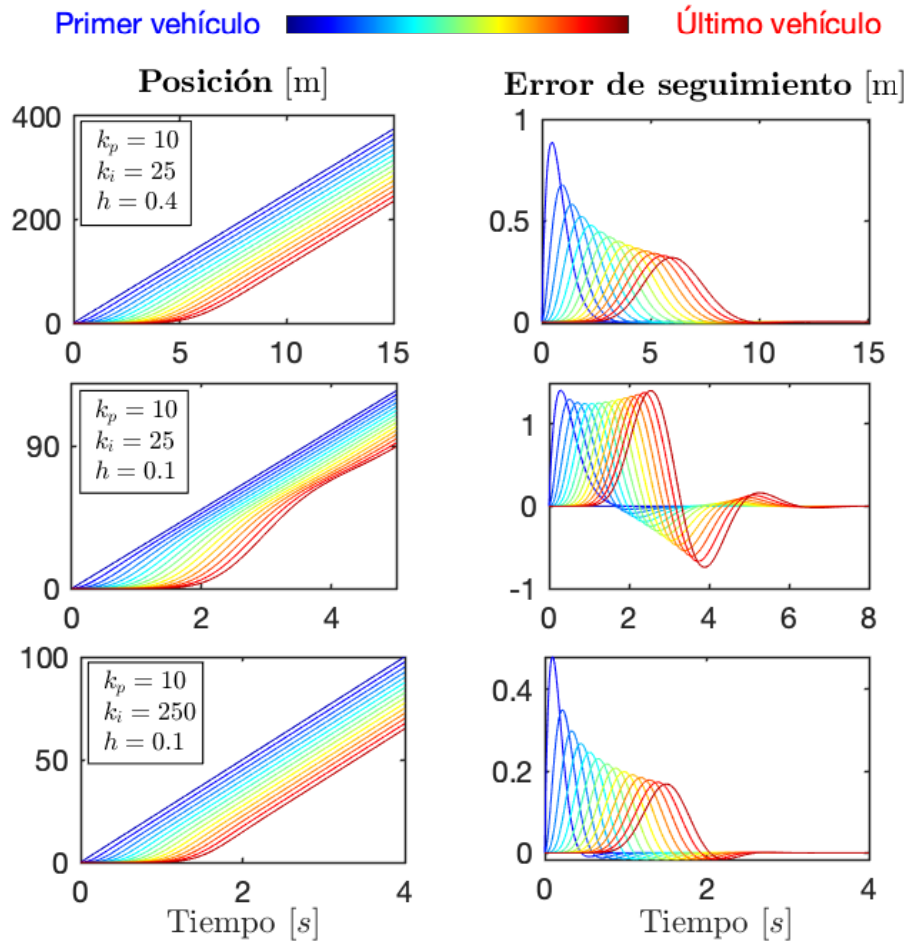 Primer vehículo Último vehículo
Posición [m] Error de seguimiento [m]
400
200
0
0 5 10 15
k_p = 10
k_i = 25
h = 0.4
1
0.5
0
0 5 10 15
90
0
0 2 4
k_p = 10
k_i = 25
h = 0.1
1
0
-1
0 2 4 6 8
100
50
0
0 2 4
k_p = 10
k_i = 250
h = 0.1
0.4
0.2
0
0 2 4
Tiempo [s] Tiempo [s]